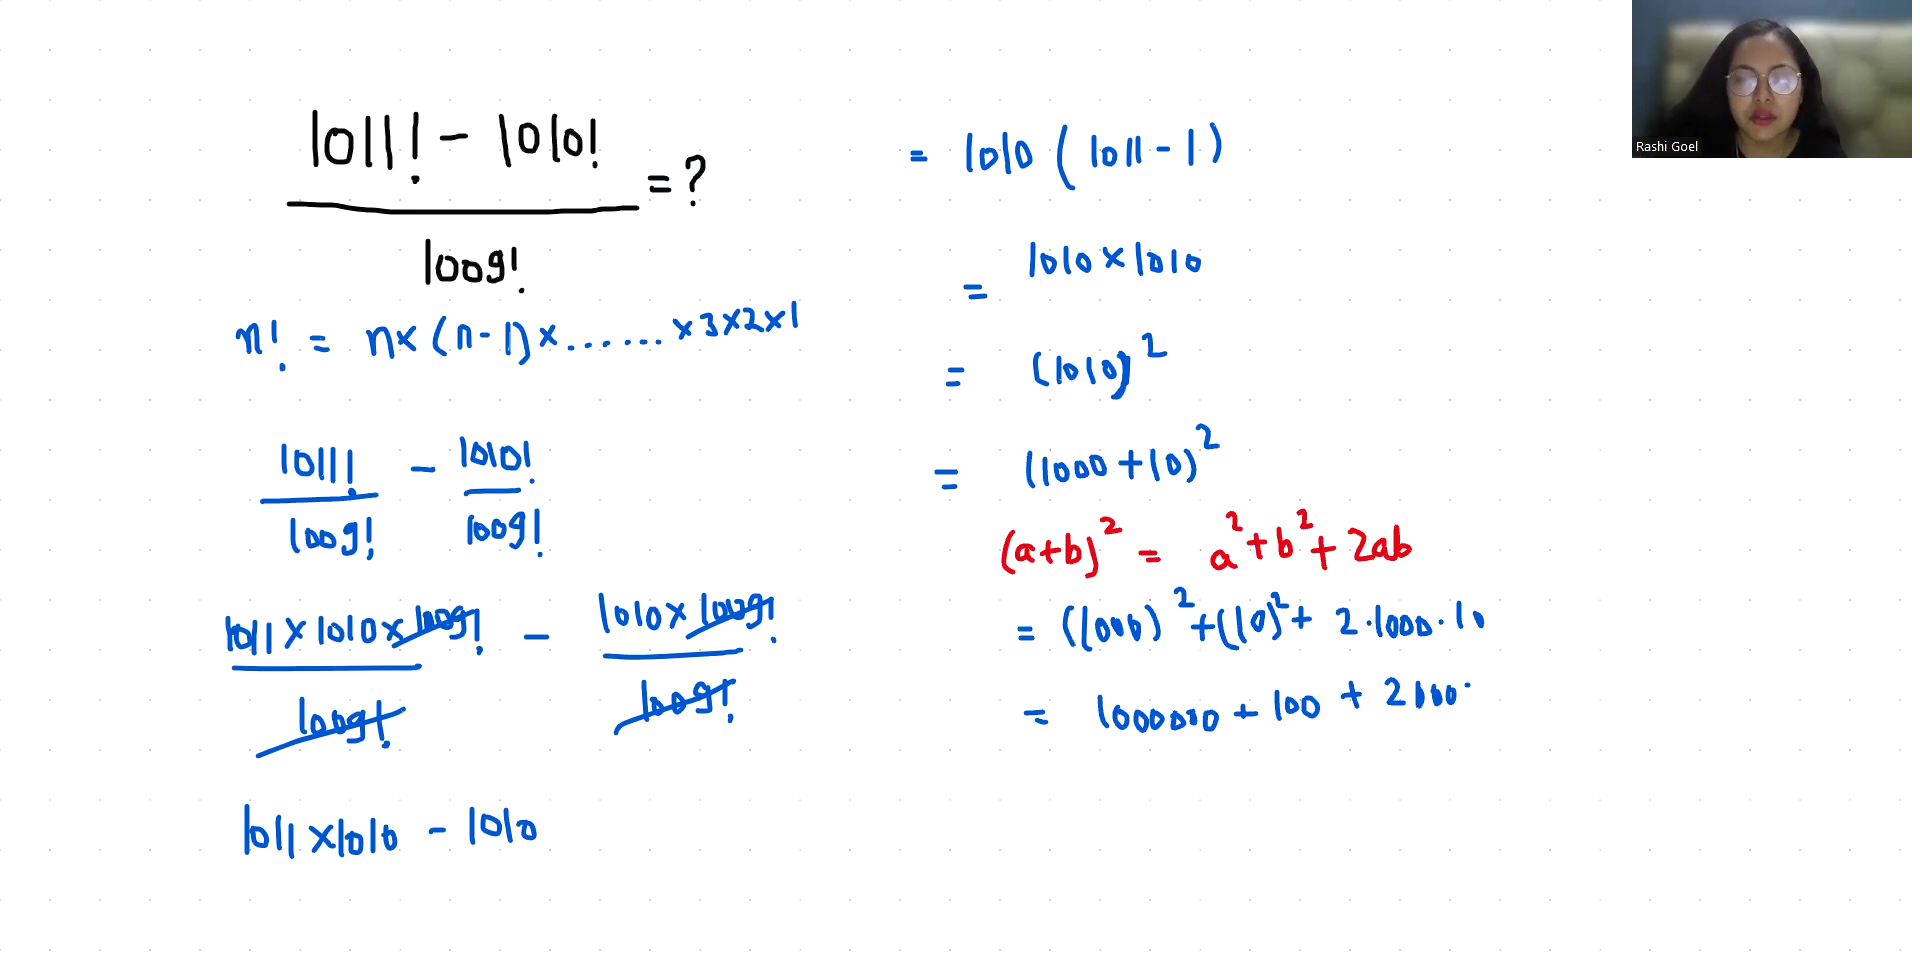 1011! - 1010!
1009!
= ?
n! = n×(n-1)×......×3×2×1
1011! - 1010!
1009! 1009!
1011×1010×1009! - 1010×1009!
1009! 1009!
1011×1010 - 1010
= 1010(1011-1)
= 1010×1010
= (1010)²
= (1000+10)²
(a+b)² = a²+b²+2ab
= (1000)²+(10)²+ 2·1000·10
= 1000000 + 100 + 2000
Rashi Goel